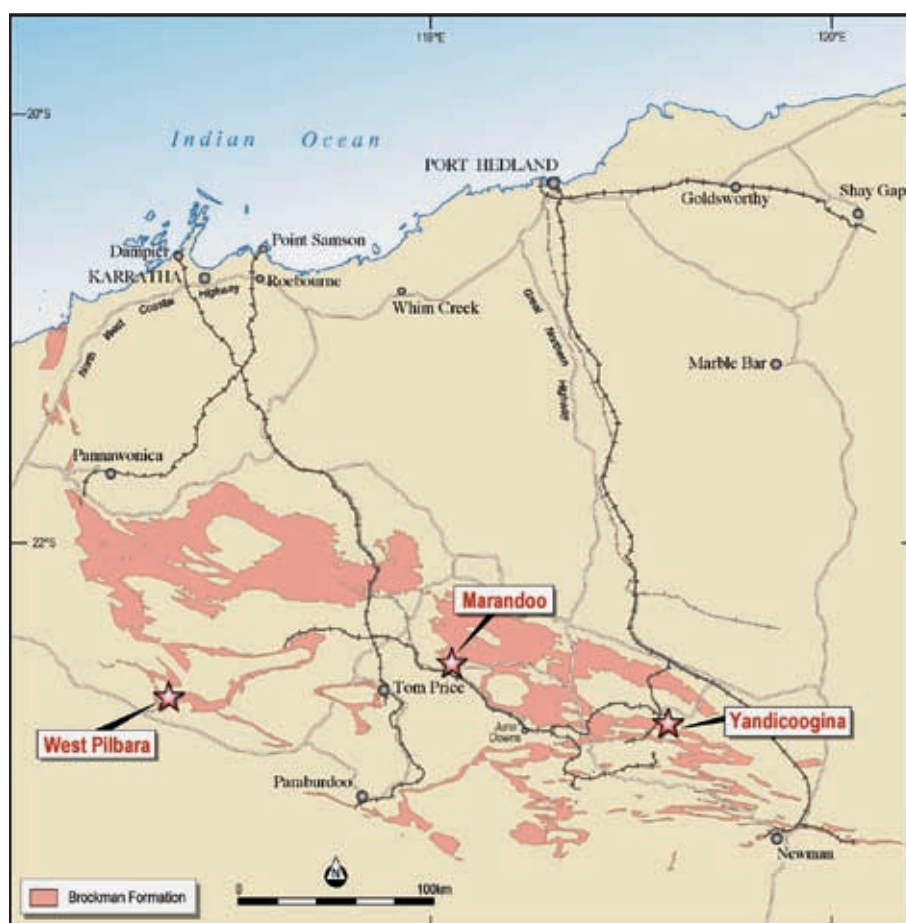 118°E
120°E
20°S
Indian Ocean
PORT HEDLAND
Goldsworthy
Shay Gap
Point Samson
Dampier
KARRATHA
Roebourne
North West Coastal Highway
Whim Creek
Great Northern Highway
Marble Bar
Pannawonica
22°S
Marandoo
Tom Price
West Pilbara
Yandicoogina
Juna
Downs
Paraburdoo
Newman
Brockman Formation
N
0
100km